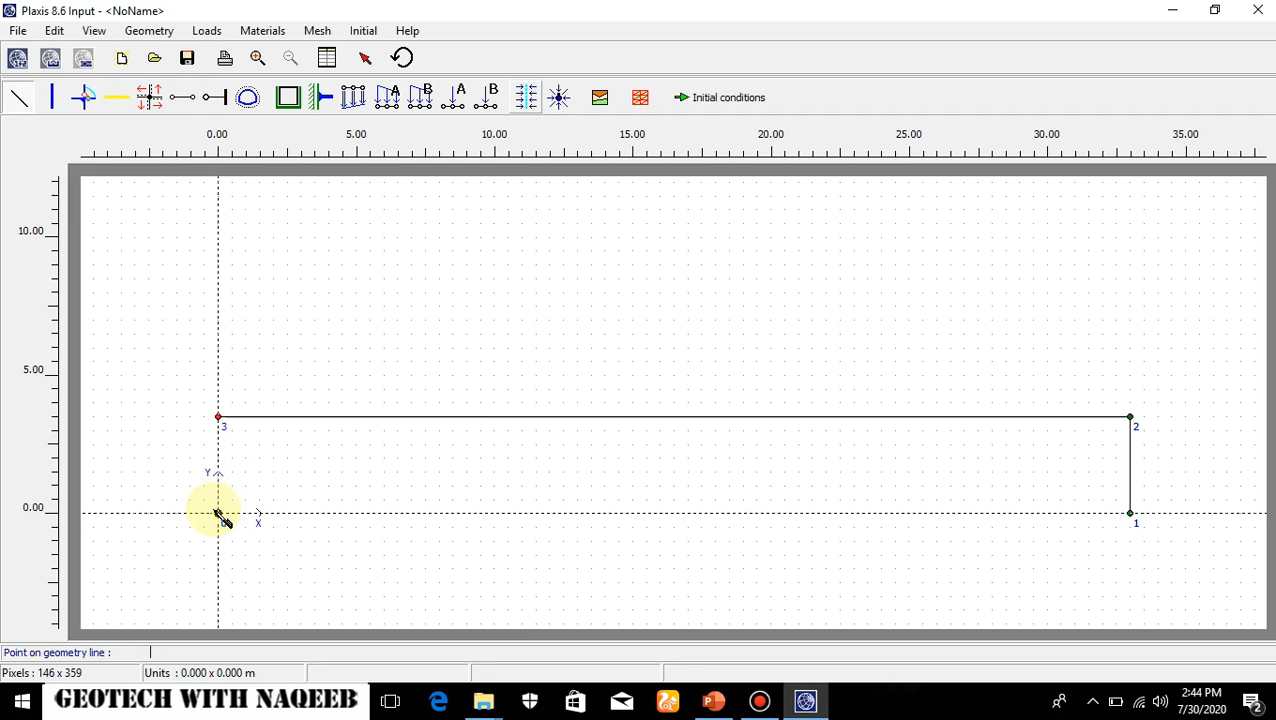 Plaxis 8.6 Input - <NoName>
File Edit View Geometry Loads Materials Mesh Initial Help
A B A B Initial conditions
0.00 5.00 10.00 15.00 20.00 25.00 30.00 35.00
10.00
5.00
3 2
Y
0.00
X 1
Point on geometry line :
Pixels : 146 x 359 Units : 0.000 x 0.000 m
GEOTECH WITH NAQEEB
2:44 PM
7/30/2020
2